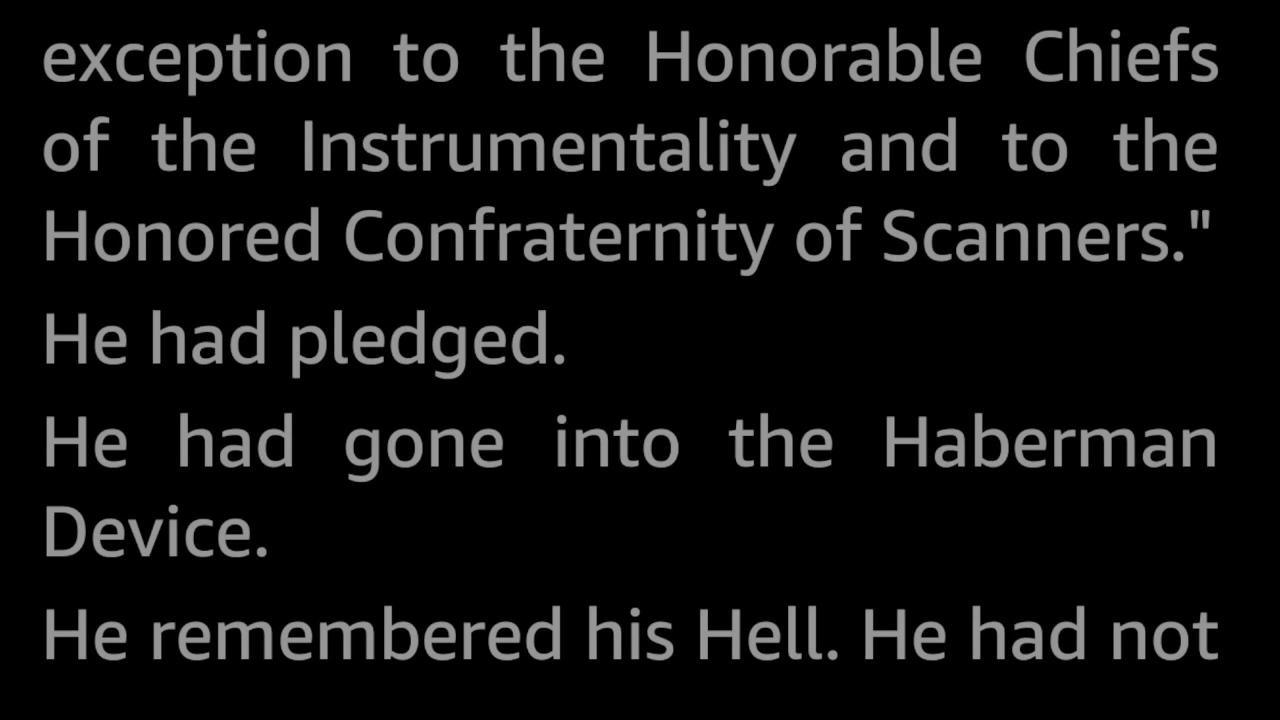 exception to the Honorable Chiefs
of the Instrumentality and to the
Honored Confraternity of Scanners."
He had pledged.
He had gone into the Haberman
Device.
He remembered his Hell. He had not